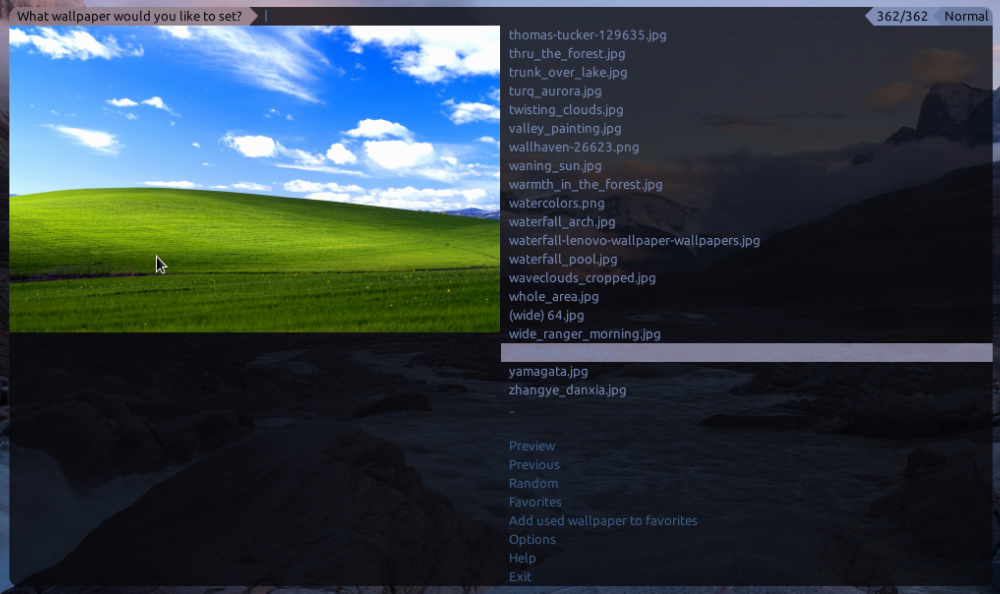 What wallpaper would you like to set?
362/362 Normal
thomas-tucker-129635.jpg
thru_the_forest.jpg
trunk_over_lake.jpg
turq_aurora.jpg
twisting_clouds.jpg
valley_painting.jpg
wallhaven-26623.png
waning_sun.jpg
warmth_in_the_forest.jpg
watercolors.png
waterfall_arch.jpg
waterfall-lenovo-wallpaper-wallpapers.jpg
waterfall_pool.jpg
waveclouds_cropped.jpg
whole_area.jpg
(wide) 64.jpg
wide_ranger_morning.jpg
yamagata.jpg
zhangye_danxia.jpg
..
Preview
Previous
Random
Favorites
Add used wallpaper to favorites
Options
Help
Exit